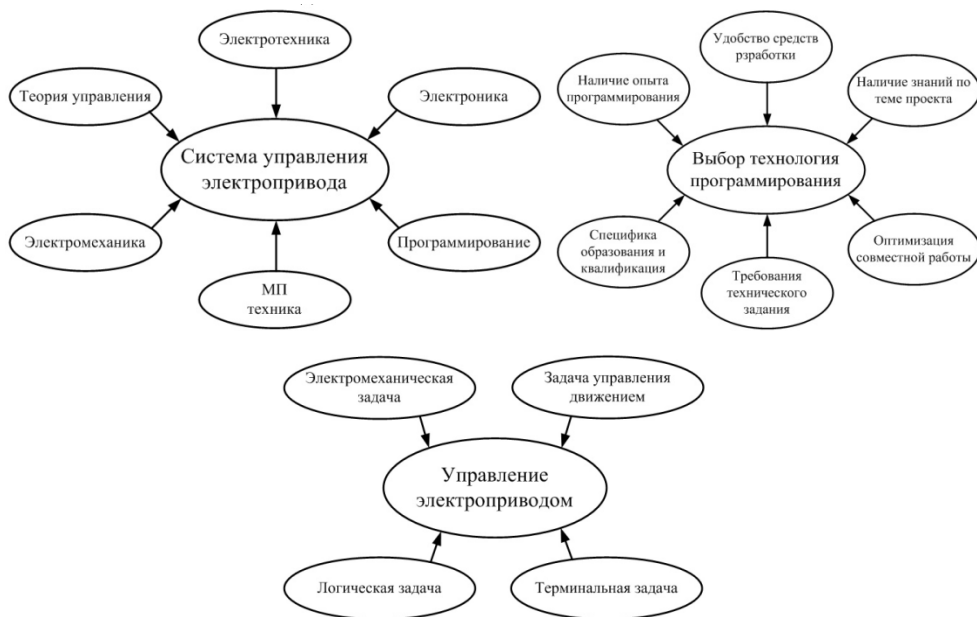 Электротехника
Теория управления
Электроника
Система управления
электропривода
Электромеханика
Программирование
МП
техника
Удобство средств
рзработки
Наличие опыта
программирования
Наличие знаний по
теме проекта
Выбор технология
программирования
Специфика
образования и
квалификация
Оптимизация
совместной работы
Требования
технического
задания
Электромеханическая
задача
Задача управления
движением
Управление
электроприводом
Логическая задача
Терминальная задача